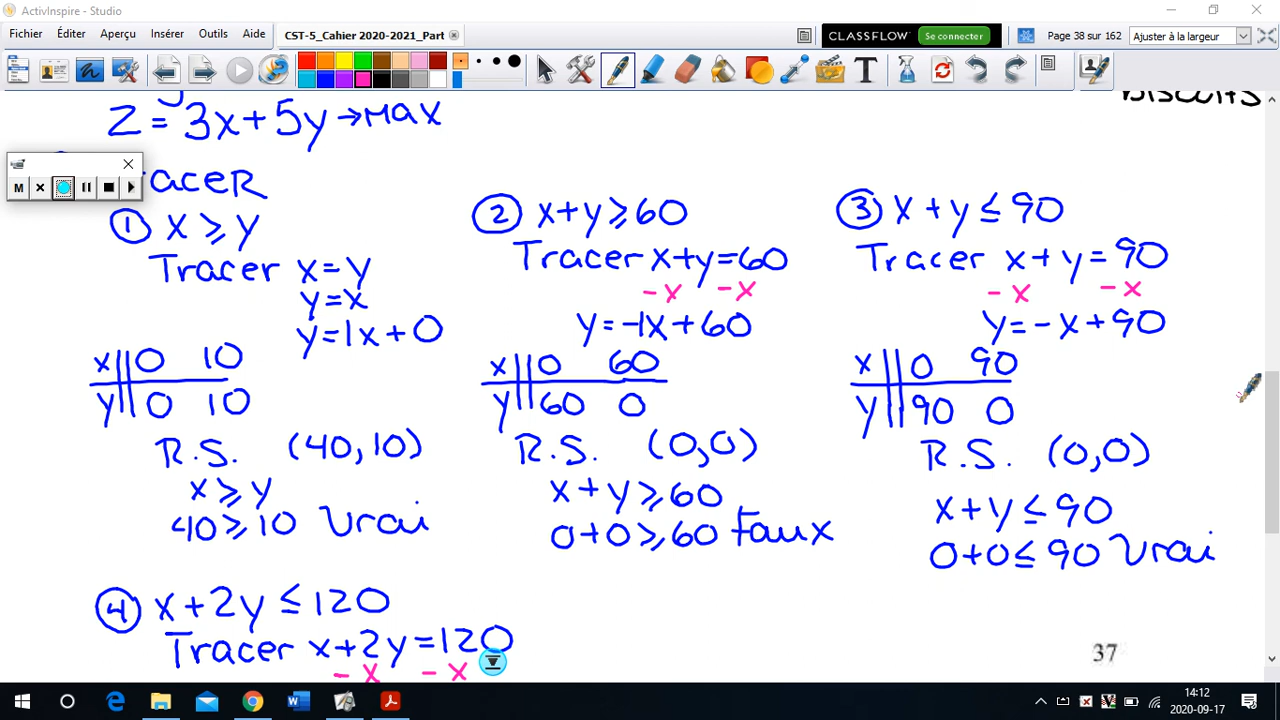 ActivInspire - Studio
Fichier Éditer Aperçu Insérer Outils Aide CST-5_Cahier 2020-2021_Part
CLASSFLOW Se connecter Page 38 sur 162 Ajuster à la largeur
Biscuits
Z = 3x+5y → Max
M
Tracer
① x ≥ y
Tracer x = y
y = x
y = 1x + 0
x 0 10
y 0 10
R.S. (40,10)
x ≥ y
40 ≥ 10 Vrai
② x+y ≥ 60
Tracer x+y=60
-x -x
y = -1x + 60
x 0 60
y 60 0
R.S. (0,0)
x + y ≥ 60
0+0 ≥ 60 Faux
③ x + y ≤ 90
Tracer x + y = 90
-x -x
y = -x + 90
x 0 90
y 90 0
R.S. (0,0)
x + y ≤ 90
0+0 ≤ 90 Vrai
④ x+2y ≤ 120
Tracer x+2y=120
-x -x
37
14:12
2020-09-17